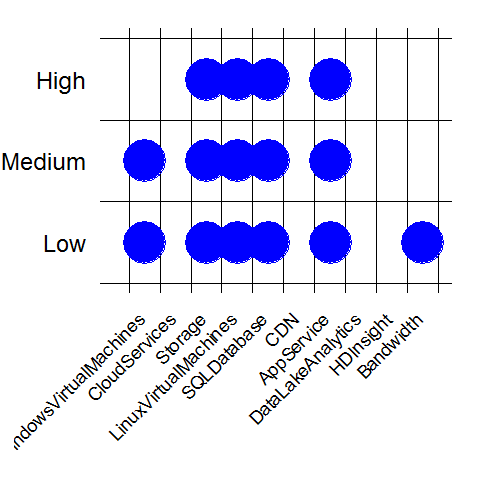 High
Medium
Low
ndowsVirtualMachines
CloudServices
Storage
LinuxVirtualMachines
SQLDatabase
CDN
AppService
DataLakeAnalytics
HDInsight
Bandwidth